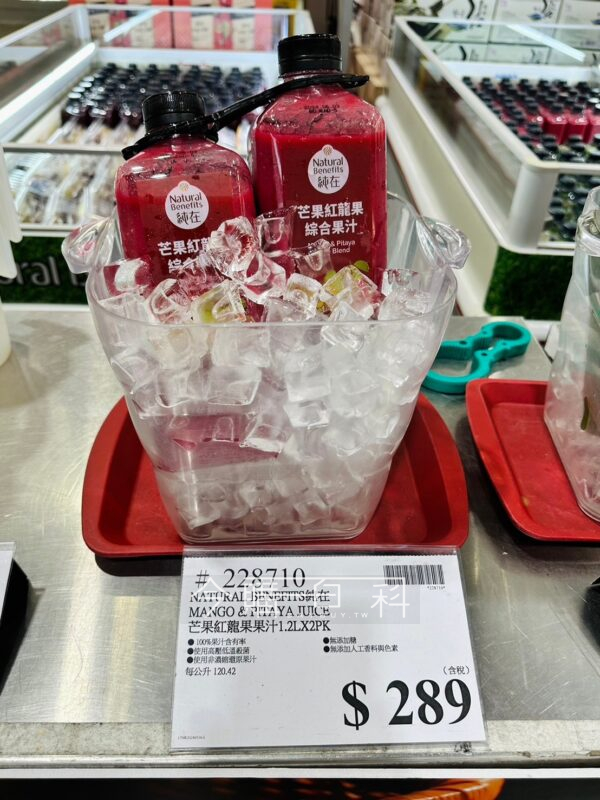 Natural
Benefits
純在
芒果紅龍果
綜合果汁
& Pitaya
Blend
Natural
Benefits
純在
芒果紅龍果
# 228710
NATURAL BENEFITS純在
MANGO & PITAYA JUICE
芒果紅龍果果汁1.2LX2PK
●100%果汁含有率
●使用高壓低溫殺菌
●使用非濃縮還原果汁
●無添加糖
●無添加人工香料與色素
每公升 120.42
(含稅)
$ 289